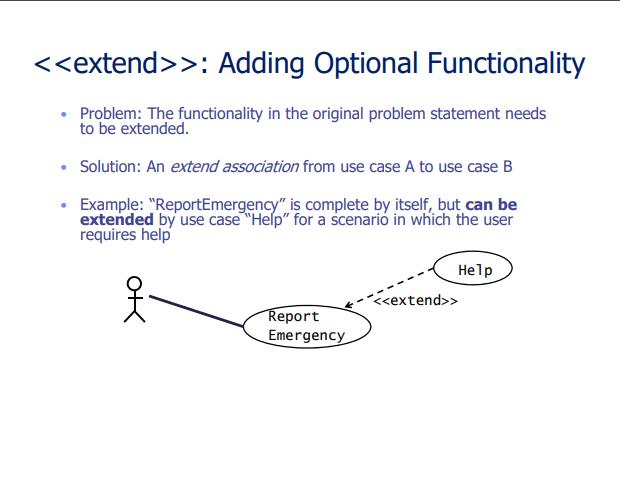 <<extend>>: Adding Optional Functionality
• Problem: The functionality in the original problem statement needs
to be extended.
• Solution: An extend association from use case A to use case B
• Example: “ReportEmergency” is complete by itself, but can be
extended by use case “Help” for a scenario in which the user
requires help
Help
<<extend>>
Report
Emergency